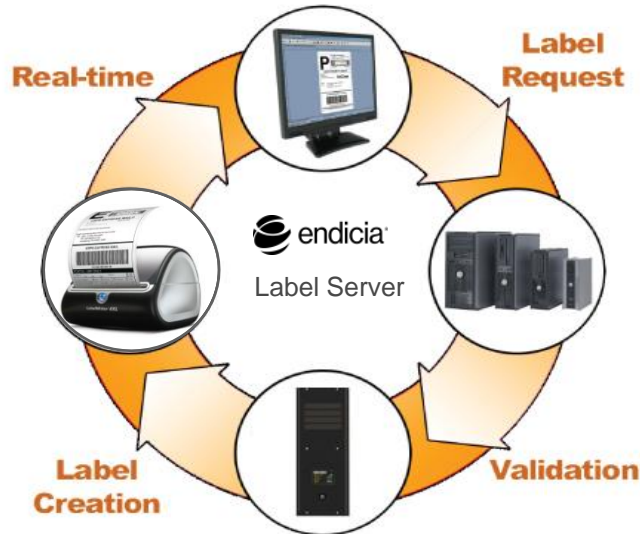 Real-time
Label
Request
P
endicia
Label Server
Label
Creation
Validation